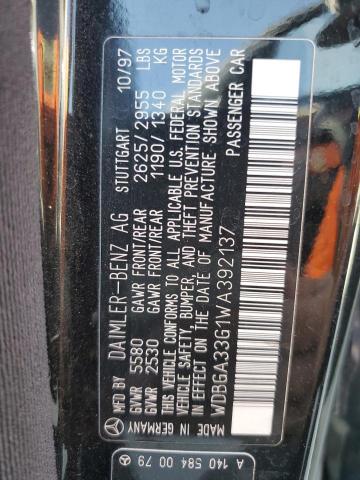 DAIMLER-BENZ AG STUTTGART 10/97
GVWR 5580 GAWR FRONT/REAR 2625/2955 LBS
GVWR 2530 GAWR FRONT/REAR 1190/1340 KG
THIS VEHICLE CONFORMS TO ALL APPLICABLE U.S. FEDERAL MOTOR
VEHICLE SAFETY, BUMPER, AND THEFT PREVENTION STANDARDS
IN EFFECT ON THE DATE OF MANUFACTURE SHOWN ABOVE
WDBGA33G1WA392137 PASSENGER CAR
MADE IN GERMANY
A 140 584 00 79